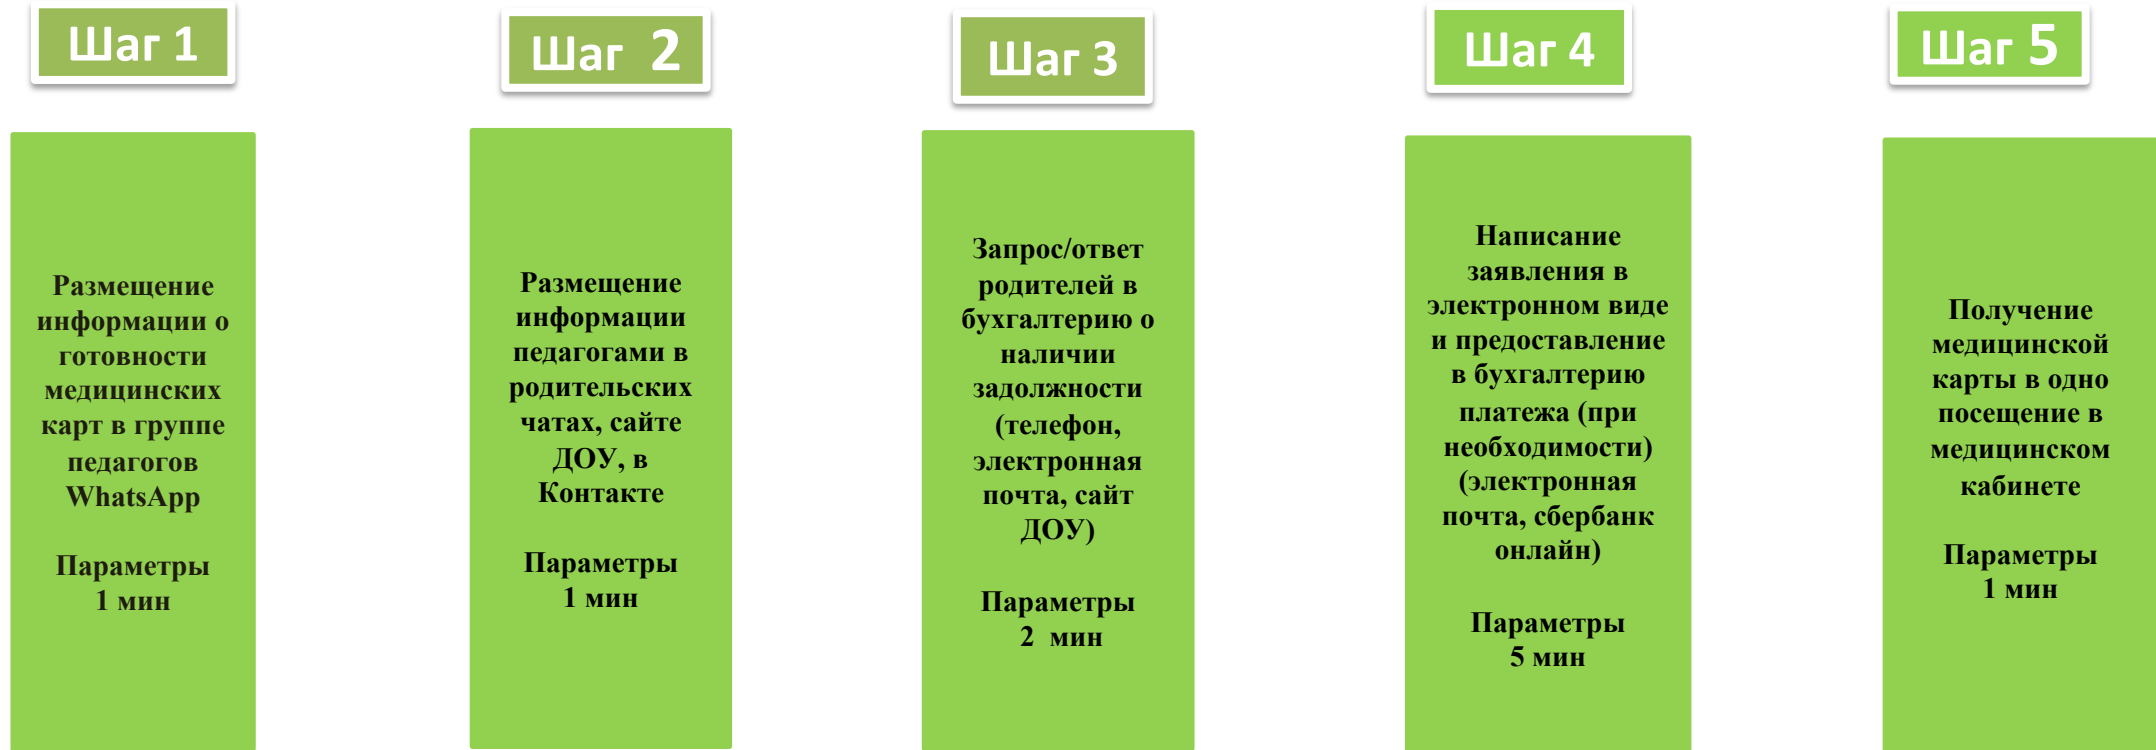 Шаг 1
Шаг 2
Шаг 3
Шаг 4
Шаг 5
Размещение
информации о
готовности
медицинских
карт в группе
педагогов
WhatsApp
Параметры
1 мин
Размещение
информации
педагогами в
родительских
чатах, сайте
ДОУ, в
Контакте
Параметры
1 мин
Запрос/ответ
родителей в
бухгалтерию о
наличии
задолжности
(телефон,
электронная
почта, сайт
ДОУ)
Параметры
2 мин
Написание
заявления в
электронном виде
и предоставление
в бухгалтерию
платежа (при
необходимости)
(электронная
почта, сбербанк
онлайн)
Параметры
5 мин
Получение
медицинской
карты в одно
посещение в
медицинском
кабинете
Параметры
1 мин